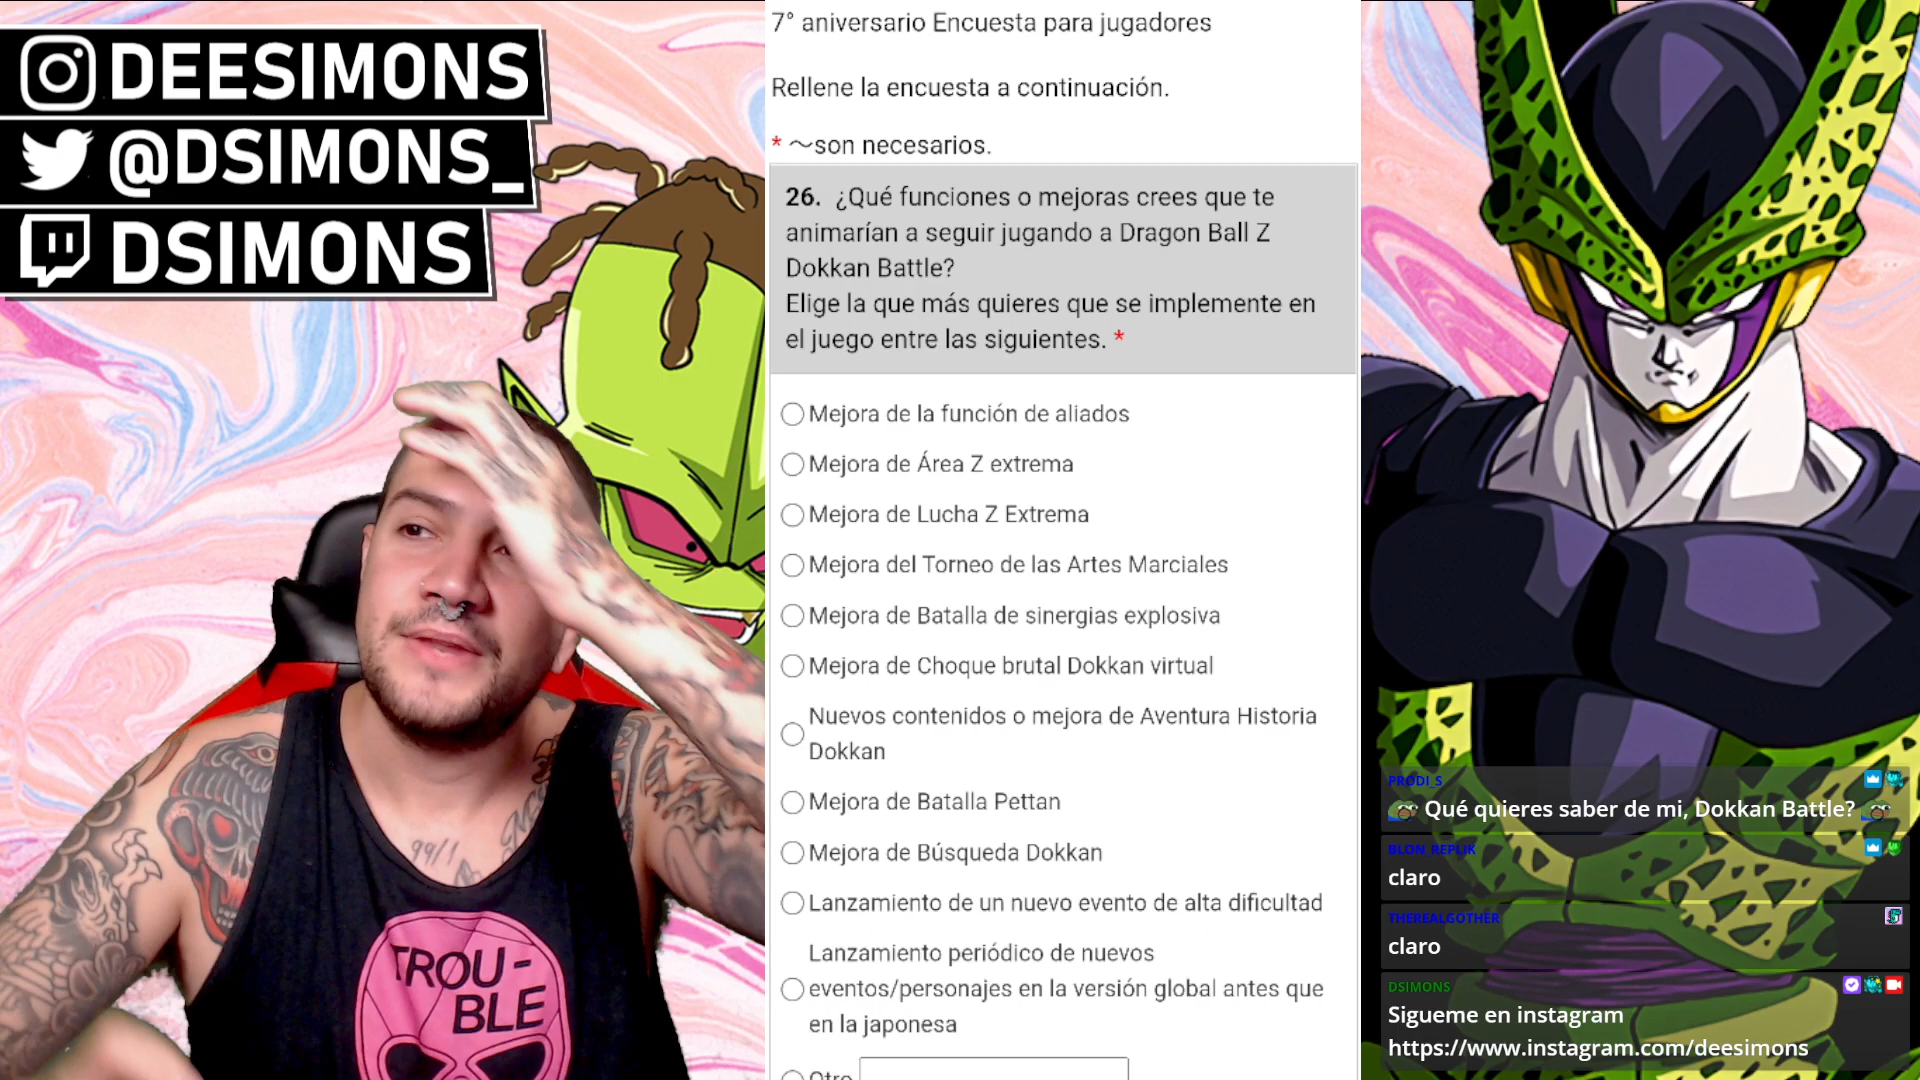 DEESIMONS
@DSIMONS_
DSIMONS
7° aniversario Encuesta para jugadores
Rellene la encuesta a continuación.
* ～son necesarios.
26. ¿Qué funciones o mejoras crees que te
animarían a seguir jugando a Dragon Ball Z
Dokkan Battle?
Elige la que más quieres que se implemente en
el juego entre las siguientes. *
Mejora de la función de aliados
Mejora de Área Z extrema
Mejora de Lucha Z Extrema
Mejora del Torneo de las Artes Marciales
Mejora de Batalla de sinergias explosiva
Mejora de Choque brutal Dokkan virtual
Nuevos contenidos o mejora de Aventura Historia
Dokkan
Mejora de Batalla Pettan
Mejora de Búsqueda Dokkan
Lanzamiento de un nuevo evento de alta dificultad
Lanzamiento periódico de nuevos
eventos/personajes en la versión global antes que
en la japonesa
Otro
99/1
TROU-
BLE
PRODI_S
Qué quieres saber de mi, Dokkan Battle?
BLON_REPLIK
claro
THEREALGOTHER
claro
DSIMONS
Sigueme en instagram
https://www.instagram.com/deesimons